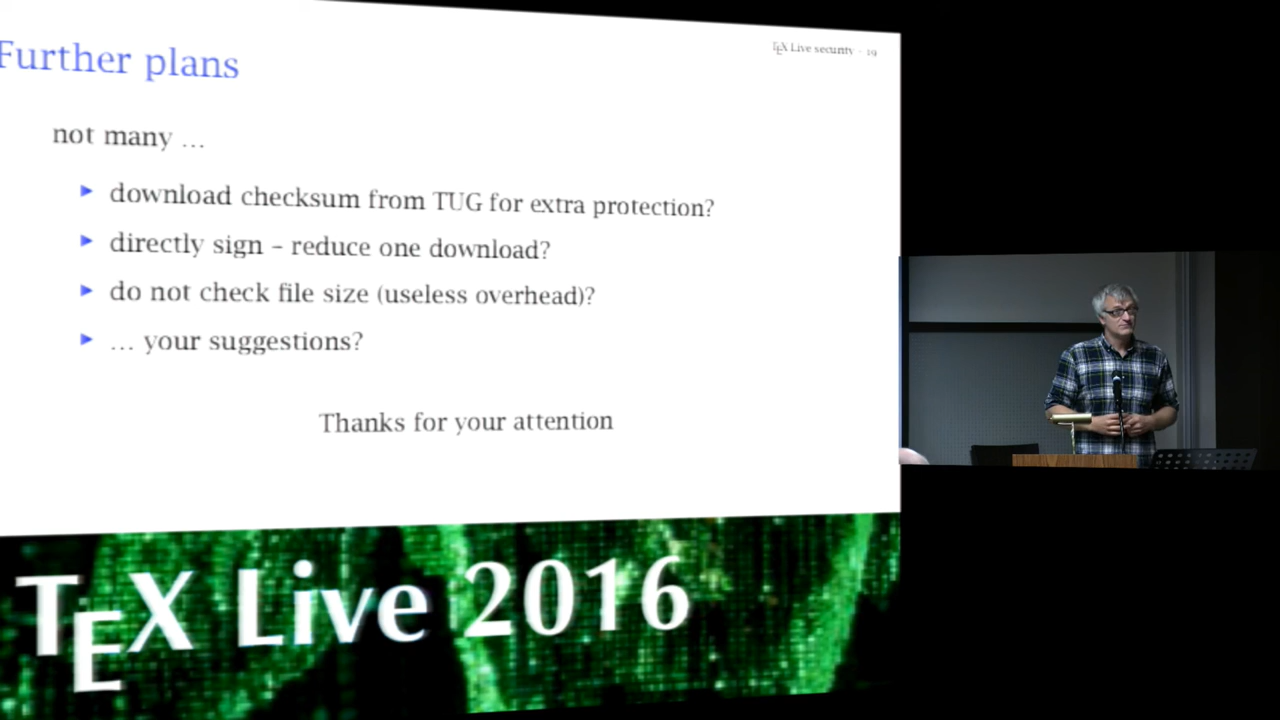 TEX Live security - 19
Further plans
not many …
download checksum from TUG for extra protection?
directly sign – reduce one download?
do not check file size (useless overhead)?
… your suggestions?
Thanks for your attention
TEX Live 2016